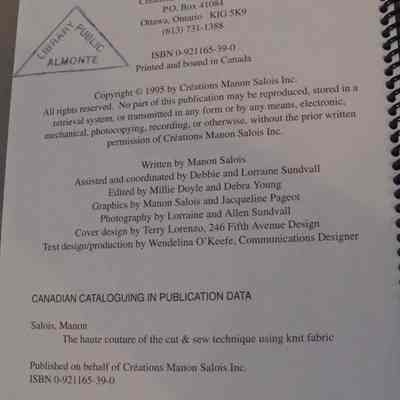 P.O. Box 41084
Ottawa, Ontario K1G 5K9
(613) 731-1388
LIBRARY PUBLIC
ALMONTE
ISBN 0-921165-39-0
Printed and bound in Canada
Copyright © 1995 by Créations Manon Salois Inc.
All rights reserved. No part of this publication may be reproduced, stored in a
retrieval system, or transmitted in any form or by any means, electronic,
mechanical, photocopying, recording, or otherwise, without the prior written
permission of Créations Manon Salois Inc.
Written by Manon Salois
Assisted and coordinated by Debbie and Lorraine Sundvall
Edited by Millie Doyle and Debra Young
Graphics by Manon Salois and Jacqueline Pageot
Photography by Lorraine and Allen Sundvall
Cover design by Terry Lorenzo, 246 Fifth Avenue Design
Text design/production by Wendelina O'Keefe, Communications Designer
CANADIAN CATALOGUING IN PUBLICATION DATA
Salois, Manon
The haute couture of the cut & sew technique using knit fabric
Published on behalf of Créations Manon Salois Inc.
ISBN 0-921165-39-0